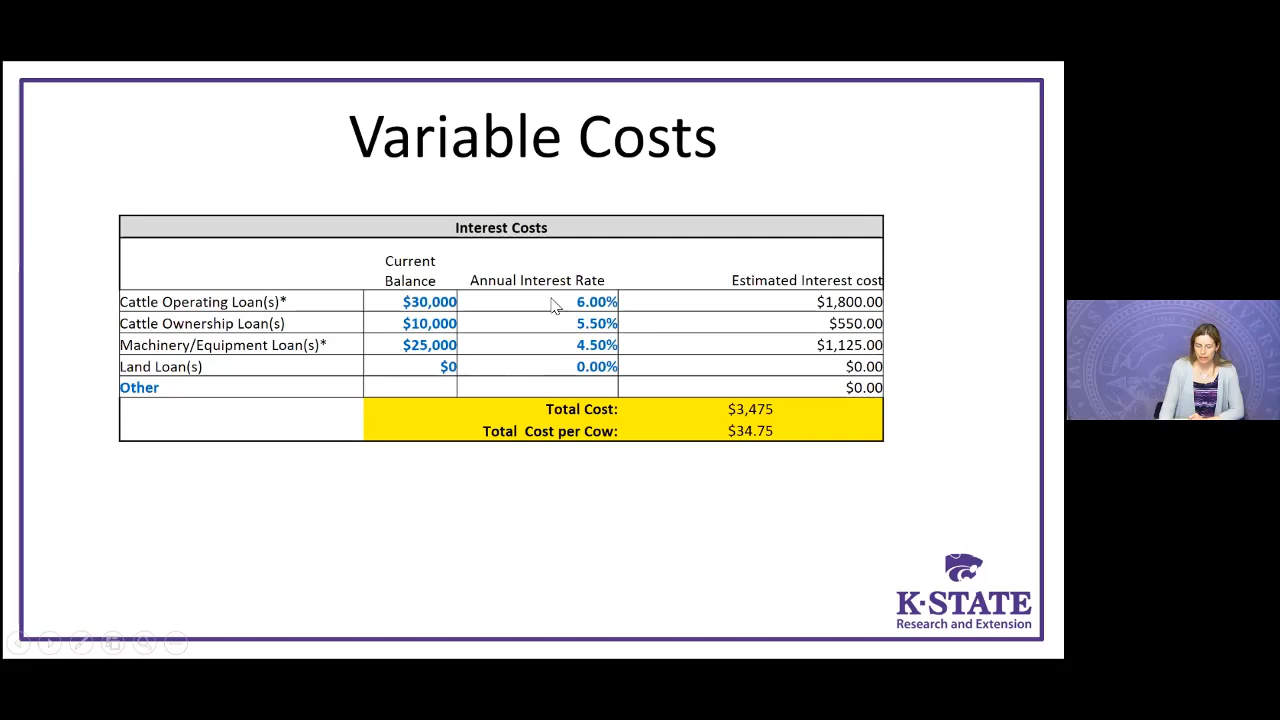 Variable Costs
Interest Costs
Current
Balance Annual Interest Rate Estimated Interest cost
Cattle Operating Loan(s)* $30,000 6.00% $1,800.00
Cattle Ownership Loan(s) $10,000 5.50% $550.00
Machinery/Equipment Loan(s)* $25,000 4.50% $1,125.00
Land Loan(s) $0 0.00% $0.00
Other $0.00
Total Cost: $3,475
Total Cost per Cow: $34.75
K-STATE
Research and Extension